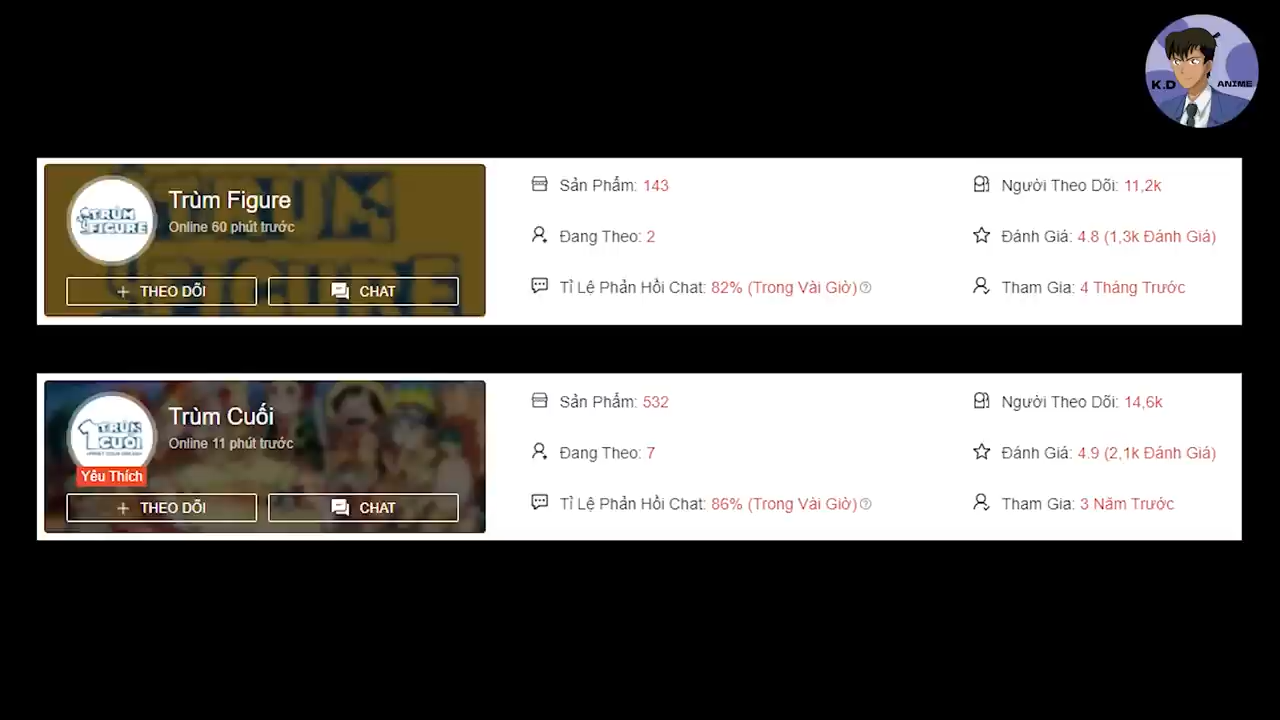 K.D ANIME
TRÙM
FIGURE
Trùm Figure
Online 60 phút trước
+ THEO DÕI
CHAT
Sản Phẩm: 143
Đang Theo: 2
Tỉ Lệ Phản Hồi Chat: 82% (Trong Vài Giờ)
Người Theo Dõi: 11,2k
Đánh Giá: 4.8 (1,3k Đánh Giá)
Tham Gia: 4 Tháng Trước
TRÙM
CUỐI
Yêu Thích
Trùm Cuối
Online 11 phút trước
+ THEO DÕI
CHAT
Sản Phẩm: 532
Đang Theo: 7
Tỉ Lệ Phản Hồi Chat: 86% (Trong Vài Giờ)
Người Theo Dõi: 14,6k
Đánh Giá: 4.9 (2,1k Đánh Giá)
Tham Gia: 3 Năm Trước